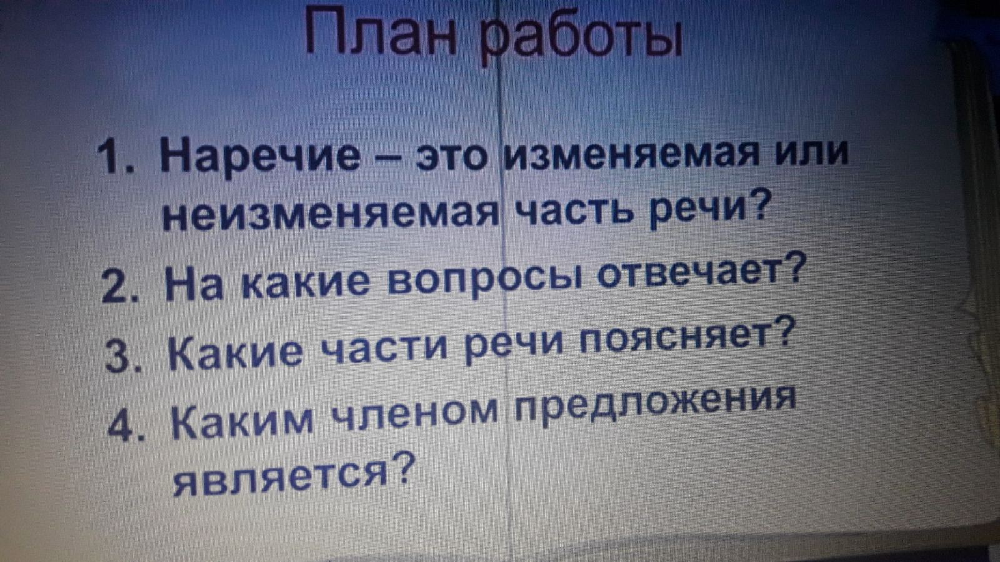 План работы
1. Наречие – это изменяемая или
неизменяемая часть речи?
2. На какие вопросы отвечает?
3. Какие части речи поясняет?
4. Каким членом предложения
является?